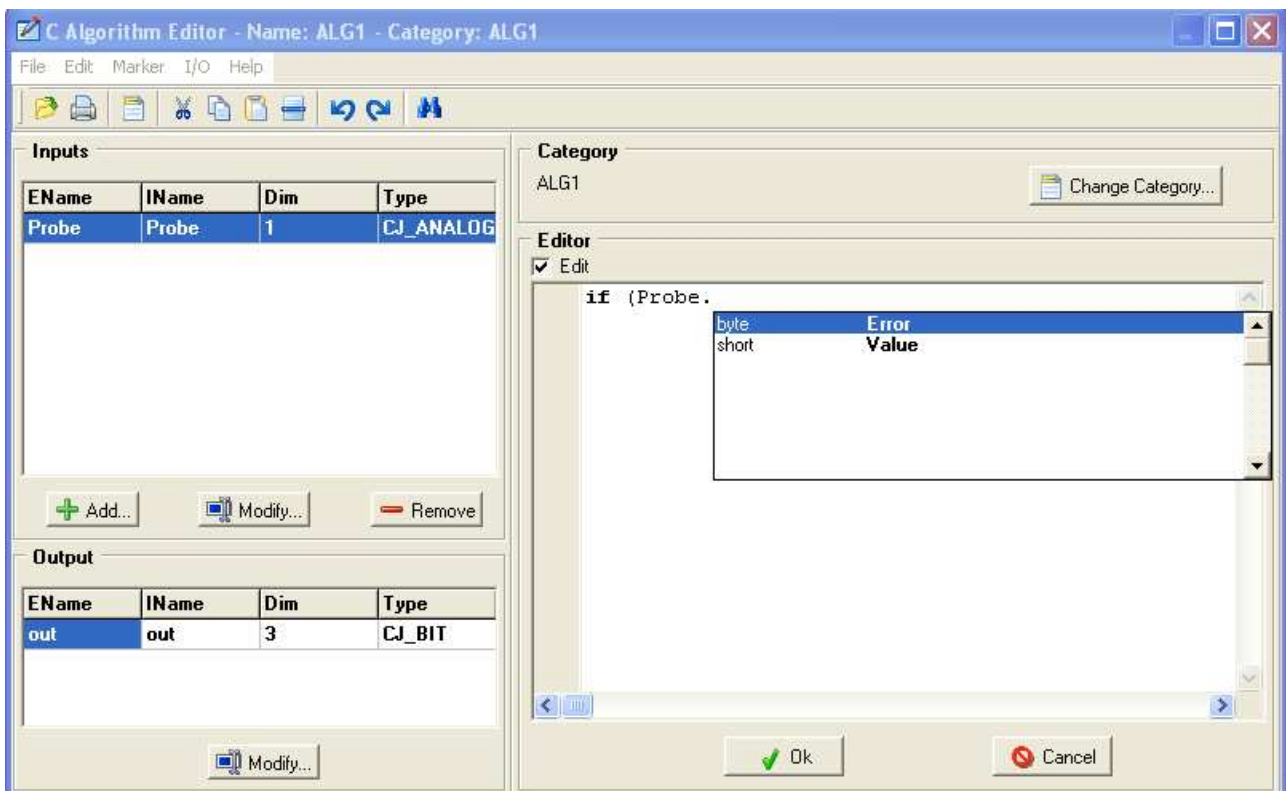 C Algorithm Editor - Name: ALG1 - Category: ALG1
File Edit Marker I/O Help
Inputs
EName IName Dim Type
Probe Probe 1 CJ_ANALOG
Add... Modify... Remove
Output
EName IName Dim Type
out out 3 CJ_BIT
Modify...
Category
ALG1
Change Category...
Editor
Edit
if (Probe.
byte Error
short Value
Ok Cancel